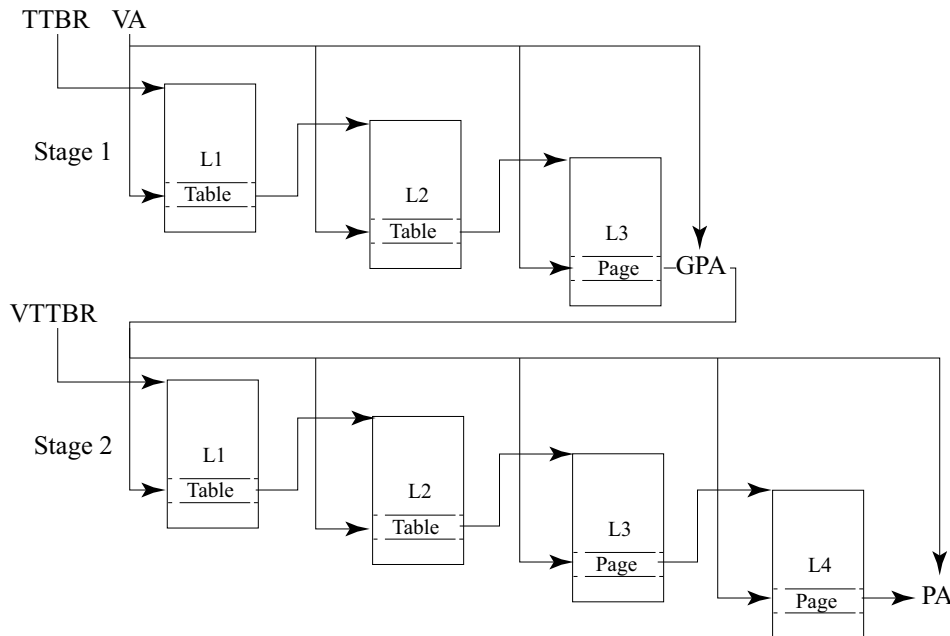 TTBR VA
Stage 1
L1
Table
L2
Table
L3
Page
GPA
VTTBR
Stage 2
L1
Table
L2
Table
L3
Page
L4
Page
PA